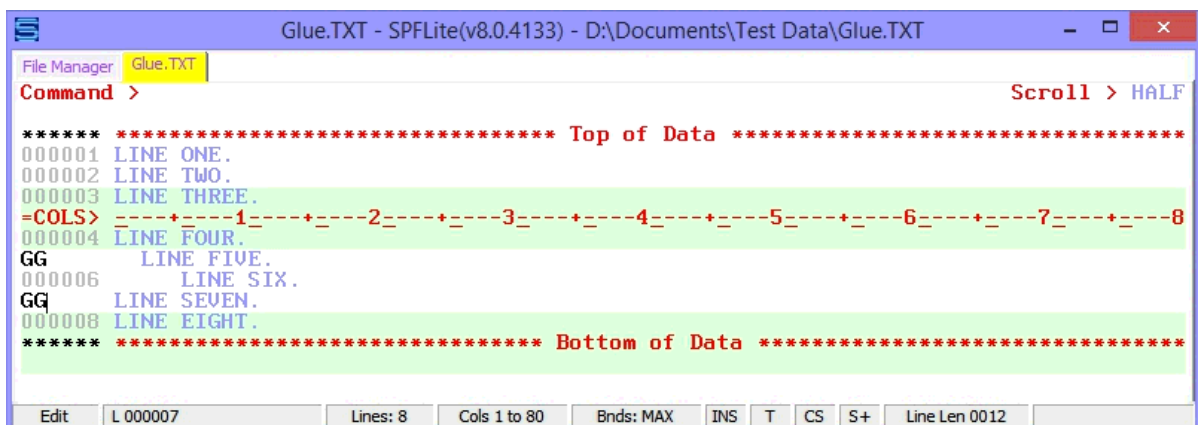 Glue.TXT - SPFLite(v8.0.4133) - D:\Documents\Test Data\Glue.TXT
File Manager Glue.TXT
Command > Scroll > HALF
****** ********************************* Top of Data **********************************
000001 LINE ONE.
000002 LINE TWO.
000003 LINE THREE.
=COLS> ----+----1----+----2----+----3----+----4----+----5----+----6----+----7----+----8
000004 LINE FOUR.
GG LINE FIVE.
000006 LINE SIX.
GG LINE SEVEN.
000008 LINE EIGHT.
****** ******************************** Bottom of Data ********************************
Edit L 000007 Lines: 8 Cols 1 to 80 Bnds: MAX INS T CS S+ Line Len 0012